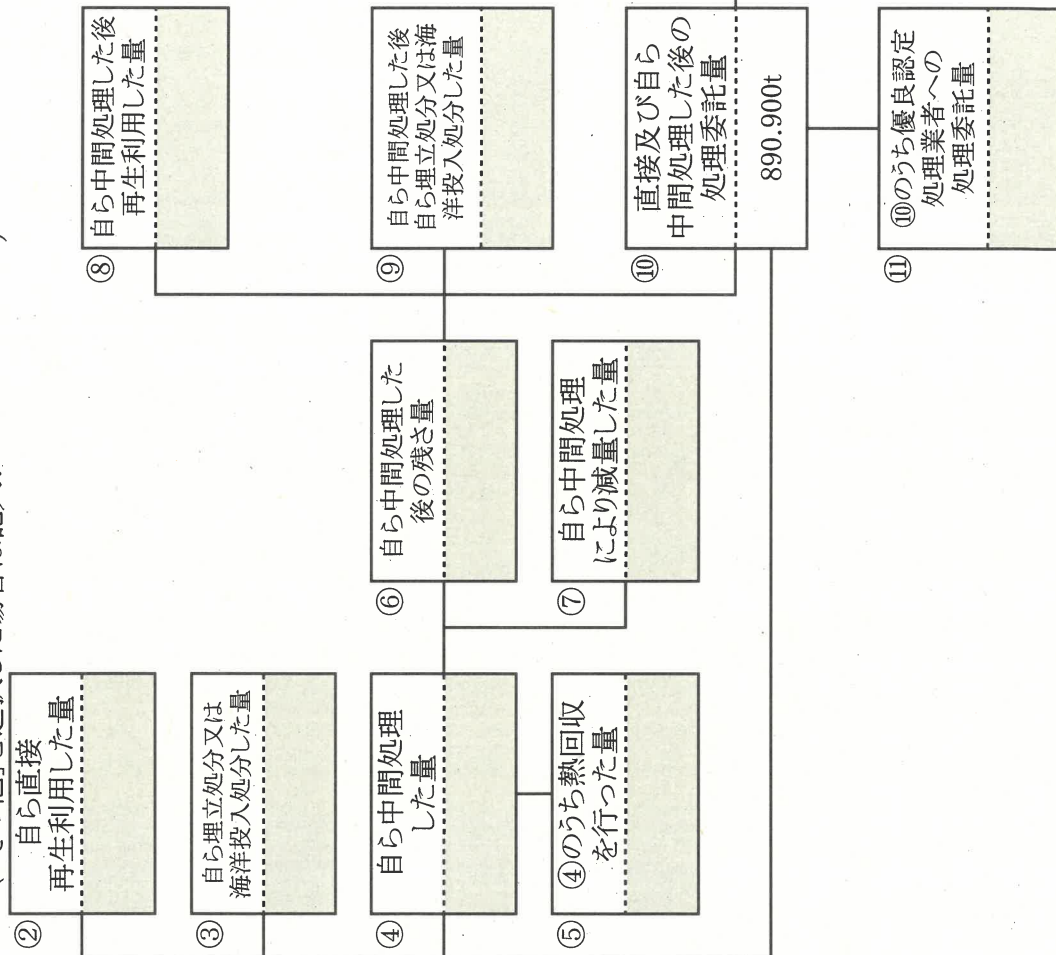 ②
自ら直接
再生利用した量
③
自ら埋立処分又は
海洋投入処分した量
④
自ら中間処理
した量
⑤
④のうち熱回収
を行った量
⑥
自ら中間処理した
後の残さ量
⑦
自ら中間処理
により減量した量
⑧
自ら中間処理した後
再生利用した量
⑨
自ら中間処理した後
自ら埋立処分又は海
洋投入処分した量
⑩
直接及び自ら
中間処理した後の
処理委託量
890.900t
⑪
⑩のうち優良認定
処理業者への
処理委託量